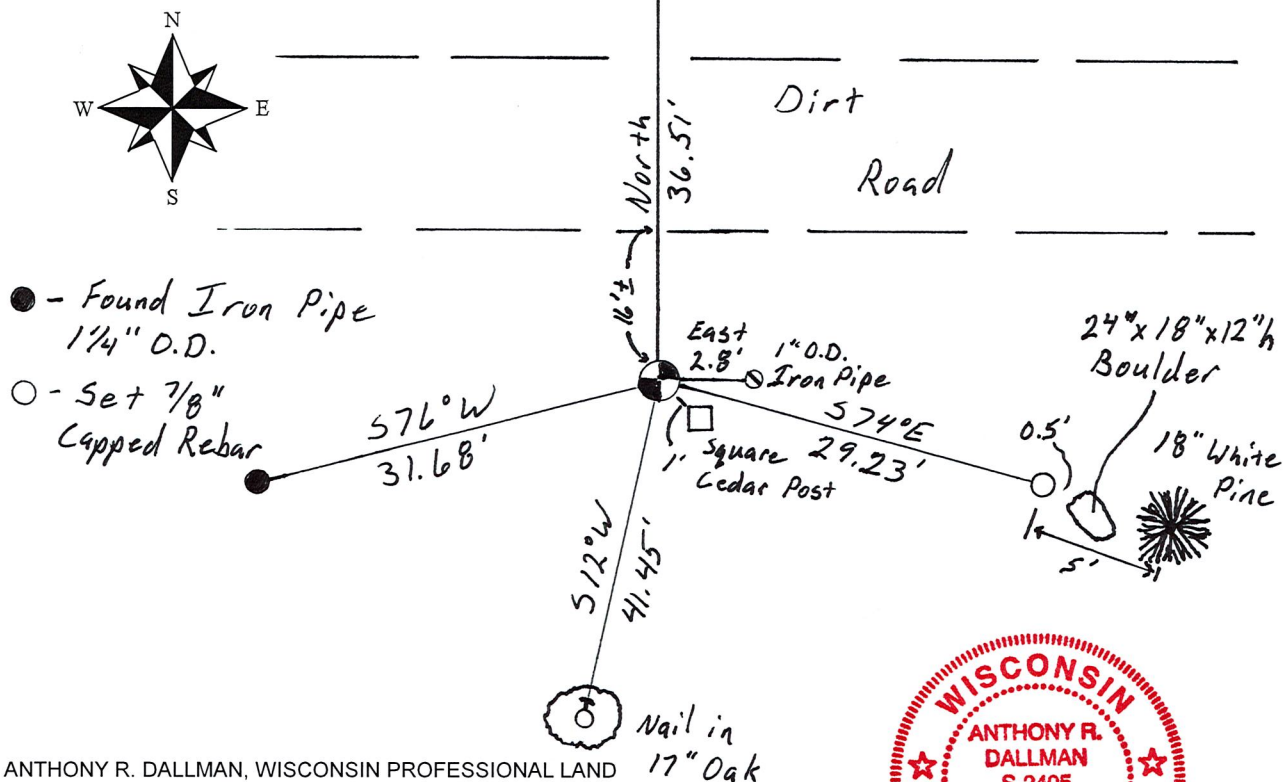 N
W E
S
Dirt
Road
North
36.51'
16'±
● - Found Iron Pipe
1 1/4" O.D.
○ - Set 7/8"
Capped Rebar
East
2.8'
1" O.D.
Iron Pipe
24"x18"x12"h
Boulder
S76°W
31.68'
1'
Square
Cedar Post
S74°E
29.23'
0.5'
18" White
Pine
5'
S12°W
41.45'
Nail in
17" Oak
WISCONSIN
ANTHONY R.
DALLMAN
ANTHONY R. DALLMAN, WISCONSIN PROFESSIONAL LAND